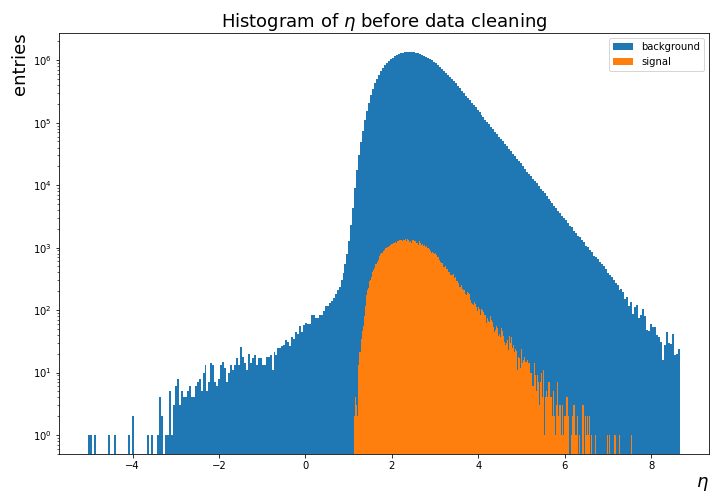 Histogram of η before data cleaning
entries
background
signal
10⁶
10⁵
10⁴
10³
10²
10¹
10⁰
−4 −2 0 2 4 6 8
η